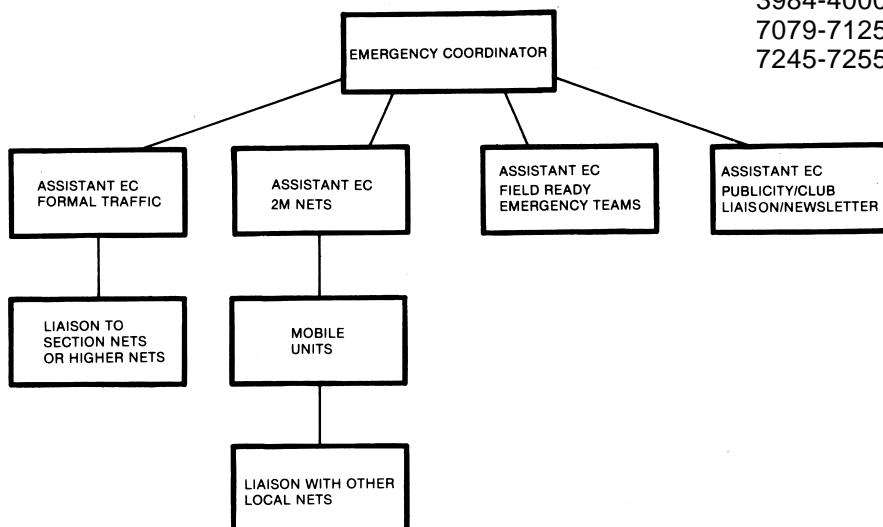 3984-4000
7079-7125
7245-7255
EMERGENCY COORDINATOR
ASSISTANT EC
FORMAL TRAFFIC
ASSISTANT EC
2M NETS
ASSISTANT EC
FIELD READY
EMERGENCY TEAMS
ASSISTANT EC
PUBLICITY/CLUB
LIAISON/NEWSLETTER
LIAISON TO
SECTION NETS
OR HIGHER NETS
MOBILE
UNITS
LIAISON WITH OTHER
LOCAL NETS